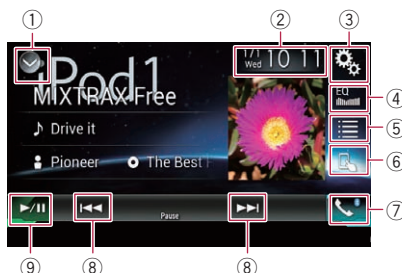 ① ② ③
iPod1
1/1 Wed 10 11
MIXTRAX Free
EQ ④
Drive it
⑤
Pioneer The Best
⑥
Pause
⑦
⑨ ⑧ ⑧